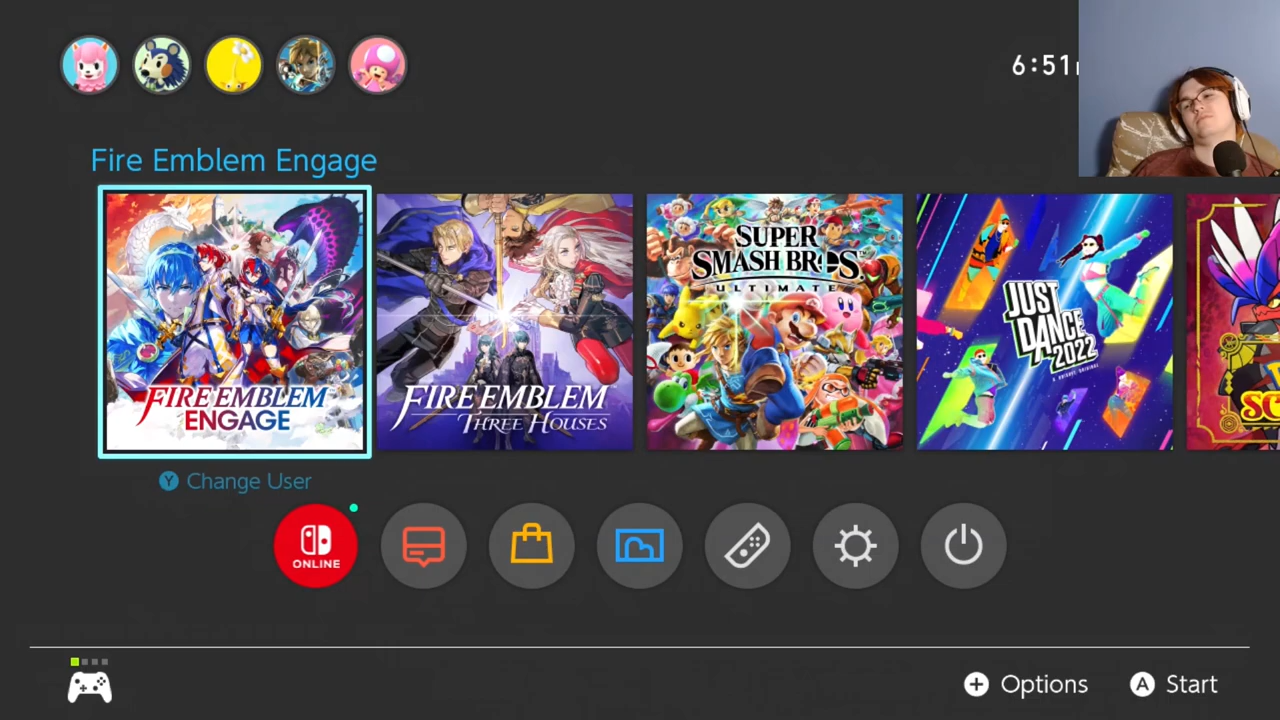 6:51
Fire Emblem Engage
FIRE EMBLEM
ENGAGE
FIRE EMBLEM
THREE HOUSES
SUPER
SMASH BROS.™
ULTIMATE
JUST
DANCE
2022
Y Change User
ONLINE
+ Options
A Start